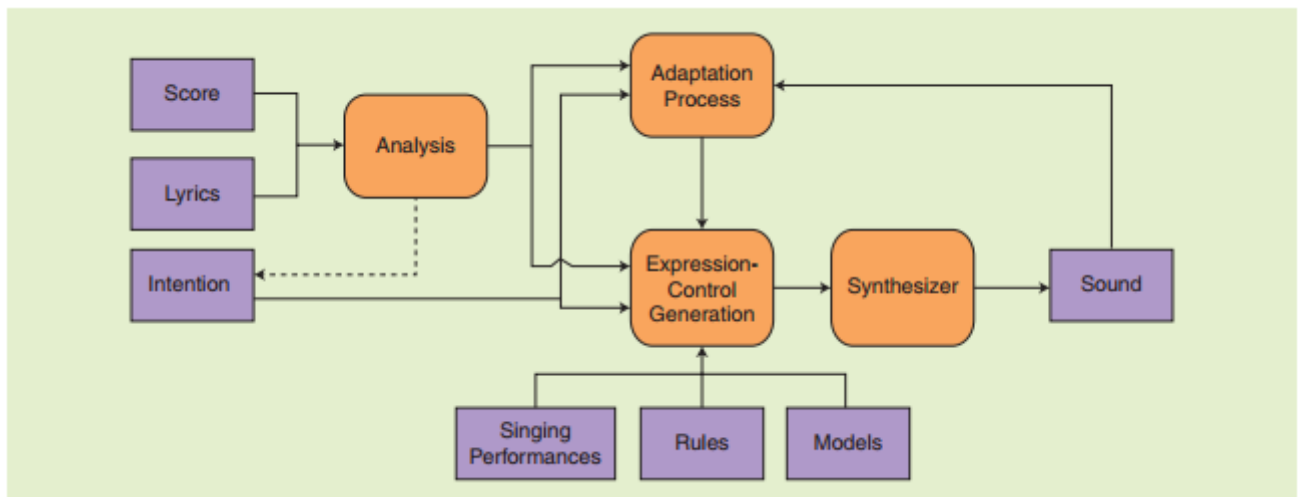 Score
Lyrics
Intention
Analysis
Adaptation
Process
Expression-
Control
Generation
Synthesizer
Sound
Singing
Performances
Rules
Models